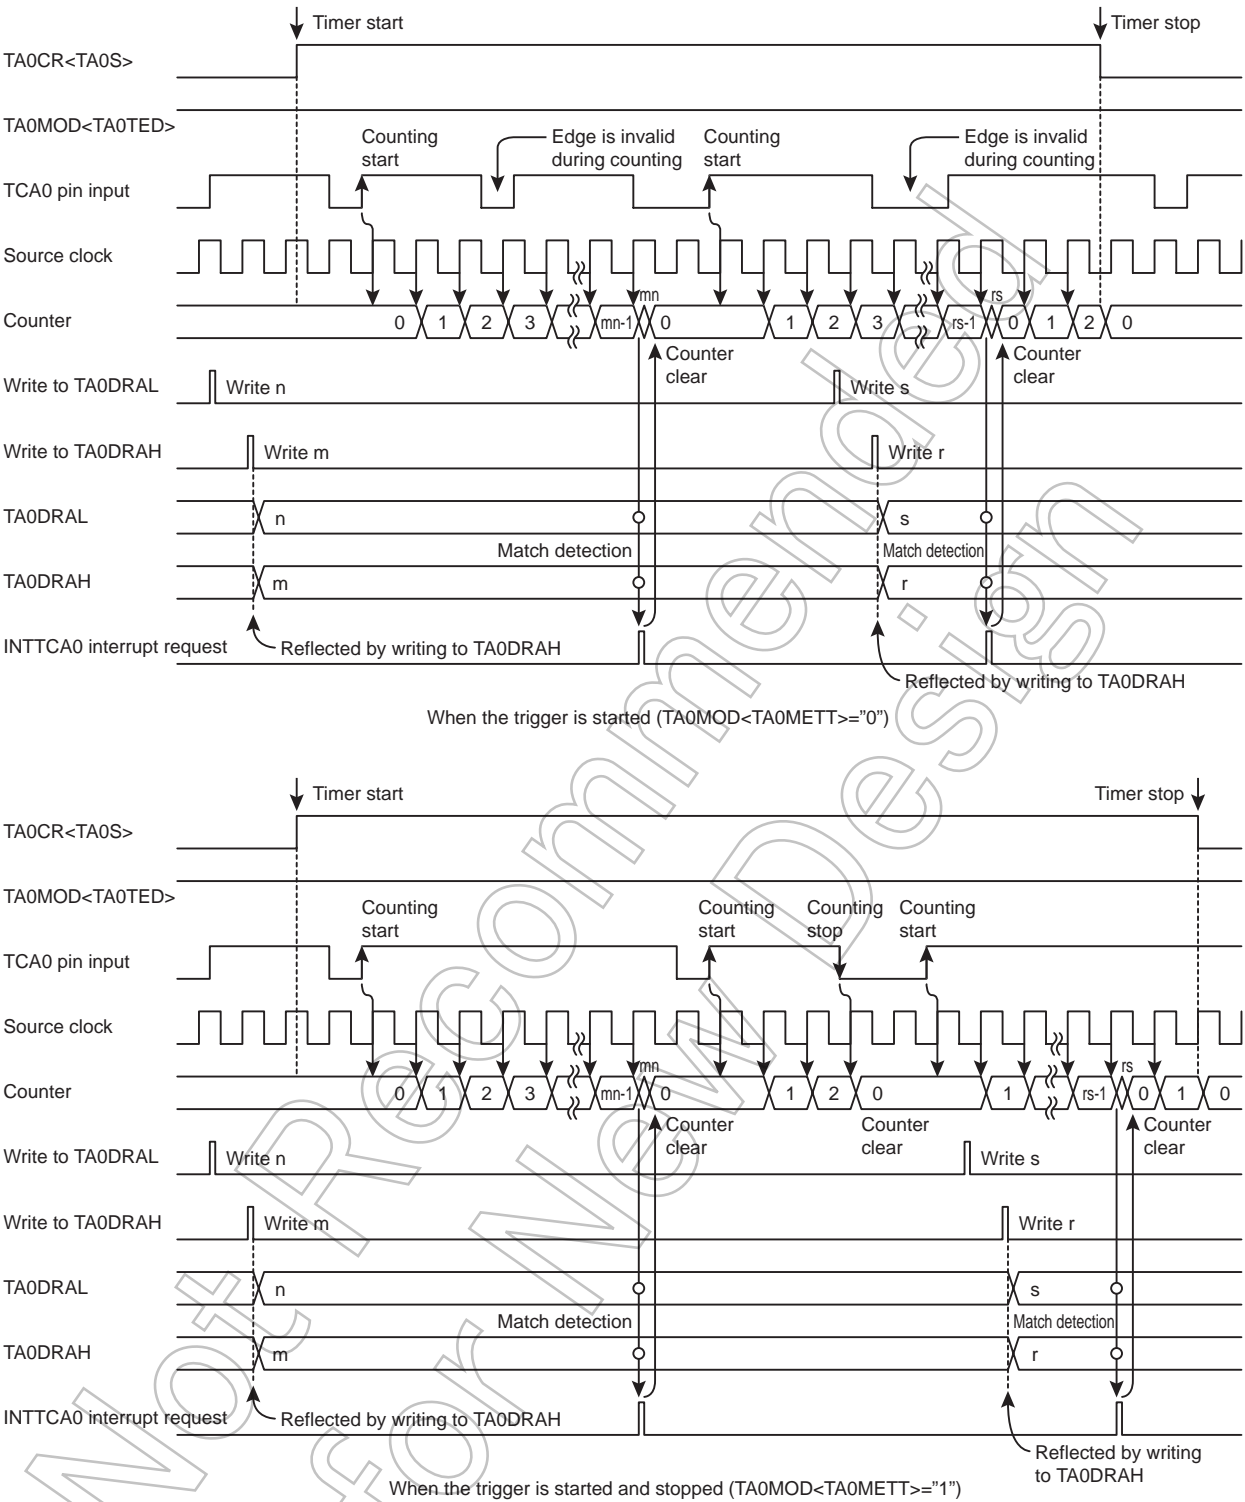 Timer start Timer stop
TA0CR<TA0S>
TA0MOD<TA0TED>
Counting start Edge is invalid during counting Counting start Edge is invalid during counting
TCA0 pin input
Source clock
mn rs
Counter 0 1 2 3 mn-1 0 1 2 3 rs-1 0 1 2 0
Counter clear Counter clear
Write to TA0DRAL Write n Write s
Write to TA0DRAH Write m Write r
TA0DRAL n s
Match detection Match detection
TA0DRAH m r
INTTCA0 interrupt request Reflected by writing to TA0DRAH
Reflected by writing to TA0DRAH
When the trigger is started (TA0MOD<TA0METT>="0")
Timer start Timer stop
TA0CR<TA0S>
TA0MOD<TA0TED>
Counting start Counting start Counting stop Counting start
TCA0 pin input
Source clock
mn rs
Counter 0 1 2 3 mn-1 0 1 2 0 1 rs-1 0 1 0
Counter clear Counter clear Counter clear
Write to TA0DRAL Write n Write s
Write to TA0DRAH Write m Write r
TA0DRAL n s
Match detection Match detection
TA0DRAH m r
INTTCA0 interrupt request Reflected by writing to TA0DRAH
Reflected by writing
to TA0DRAH
When the trigger is started and stopped (TA0MOD<TA0METT>="1")
Not Recommended
for New Design